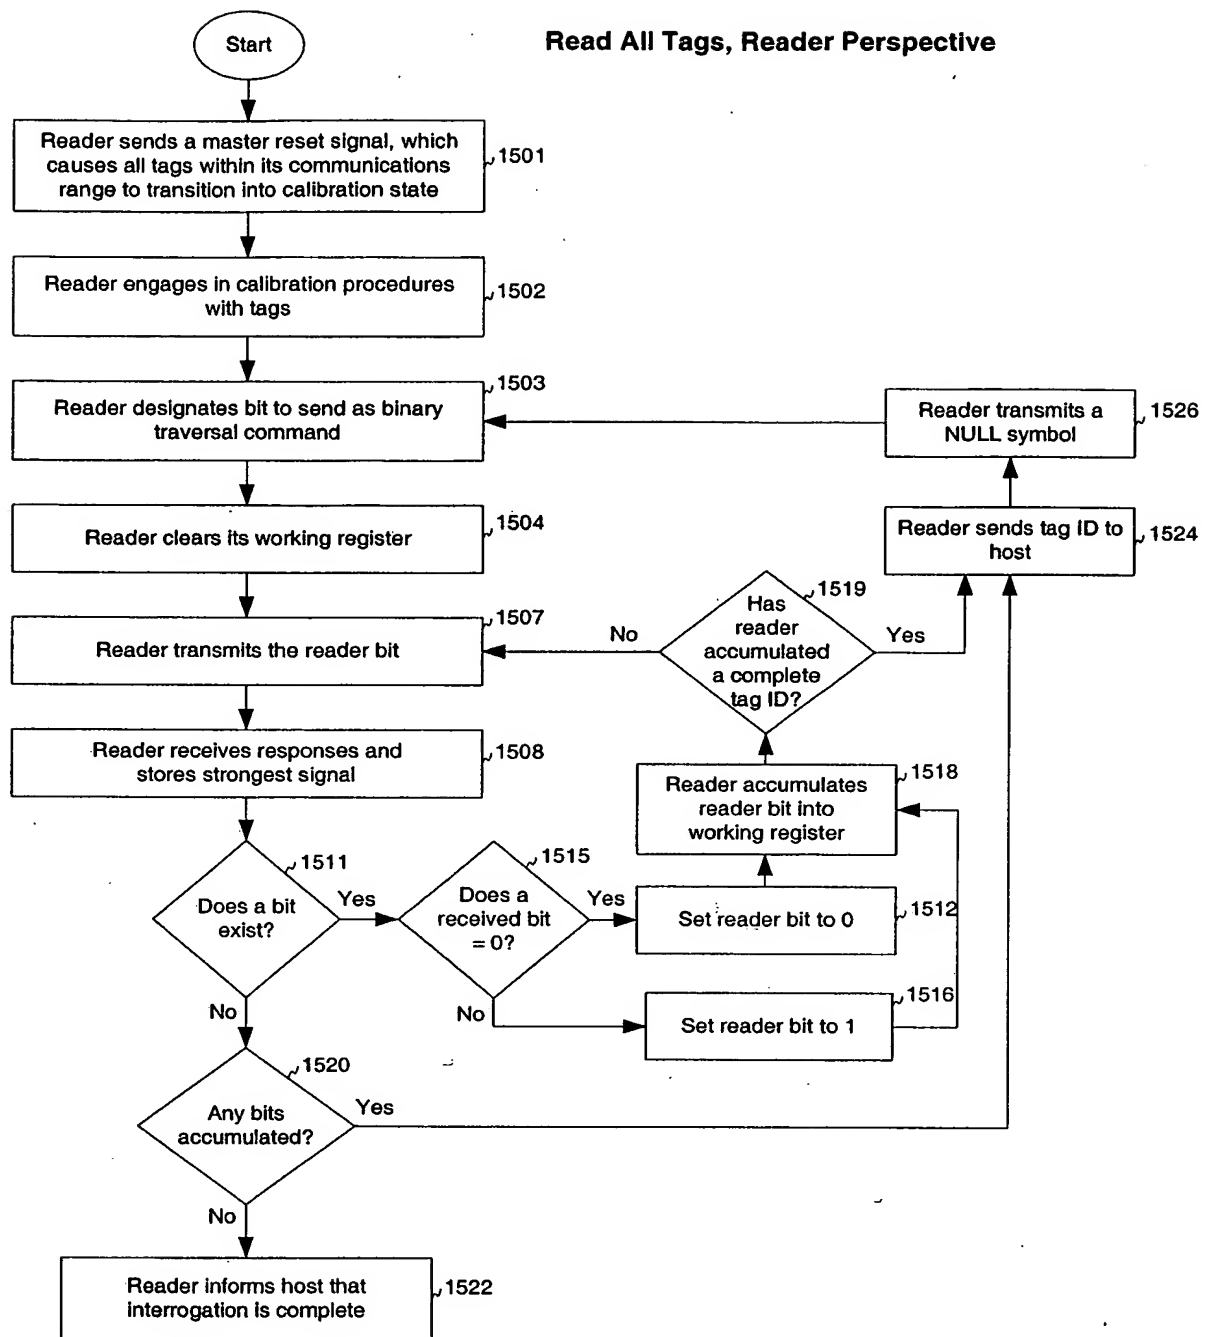 Start
Read All Tags, Reader Perspective
Reader sends a master reset signal, which
causes all tags within its communications
range to transition into calibration state
1501
Reader engages in calibration procedures
with tags
1502
Reader designates bit to send as binary
traversal command
1503
Reader transmits a
NULL symbol
1526
Reader clears its working register
1504
Reader sends tag ID to
host
1524
Reader transmits the reader bit
1507
No
Has
reader
accumulated
a complete
tag ID?
1519
Yes
Reader receives responses and
stores strongest signal
1508
Reader accumulates
reader bit into
working register
1518
Does a bit
exist?
1511
Yes
Does a
received bit
= 0?
1515
Yes
Set reader bit to 0
1512
No
No
Set reader bit to 1
1516
Any bits
accumulated?
1520
Yes
No
Reader informs host that
interrogation is complete
1522